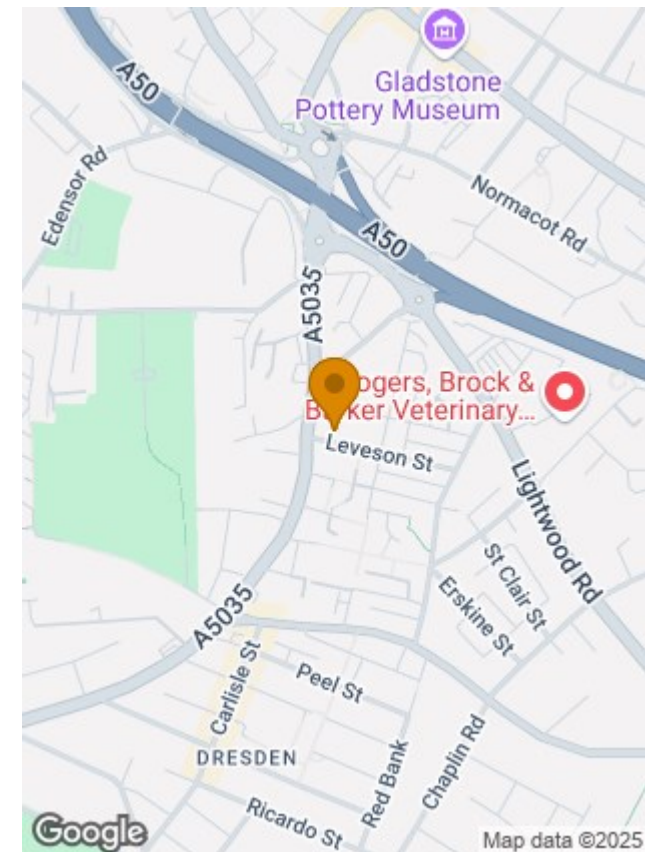 A50
Gladstone
Pottery Museum
Edensor Rd
Normacot Rd
A50
A5035
ogers, Brock &
ker Veterinary...
Leveson St
Lightwood Rd
St Clair St
Erskine St
A5035
Carlisle St
Peel St
Chaplin Rd
Red Bank
DRESDEN
Ricardo St
Google
Map data ©2025